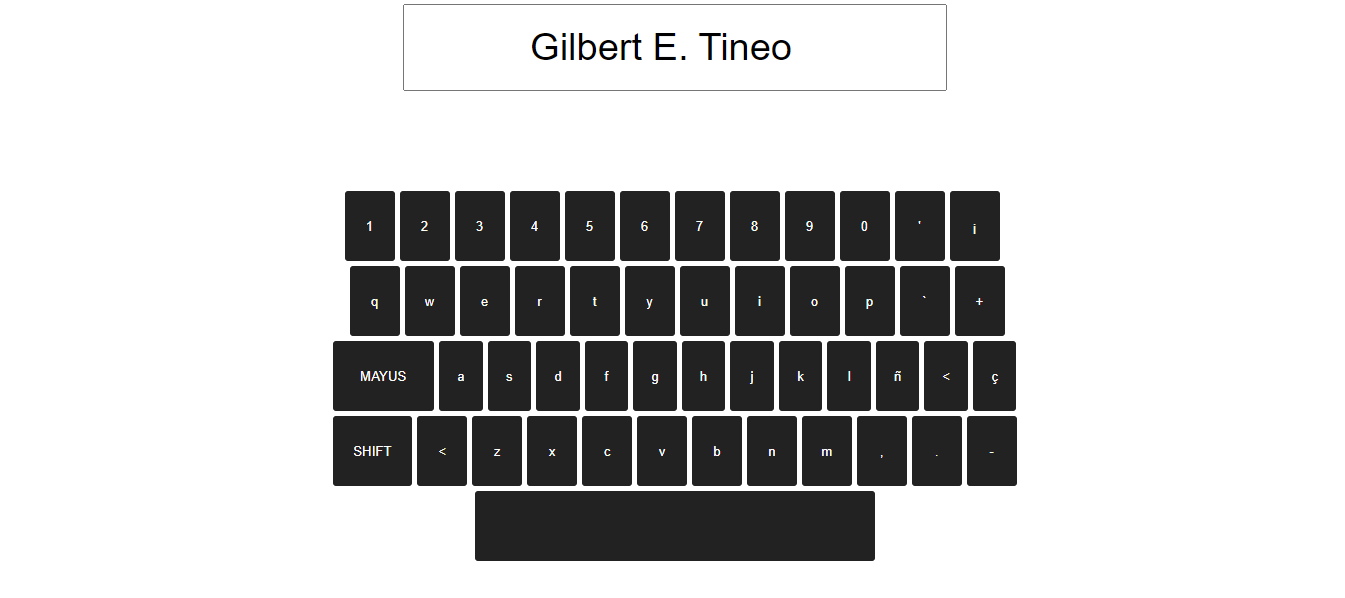 Gilbert E. Tineo
1 2 3 4 5 6 7 8 9 0 ' ¡
q w e r t y u i o p ` +
MAYUS a s d f g h j k l ñ < ç
SHIFT < z x c v b n m , . -